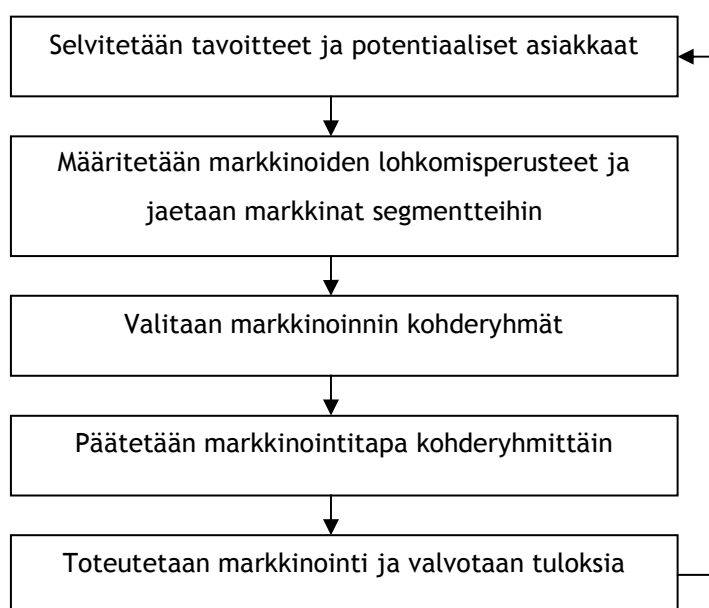 Selvitetään tavoitteet ja potentiaaliset asiakkaat
Määritetään markkinoiden lohkomisperusteet ja
jaetaan markkinat segmentteihin
Valitaan markkinoinnin kohderyhmät
Päätetään markkinointitapa kohderyhmittäin
Toteutetaan markkinointi ja valvotaan tuloksia